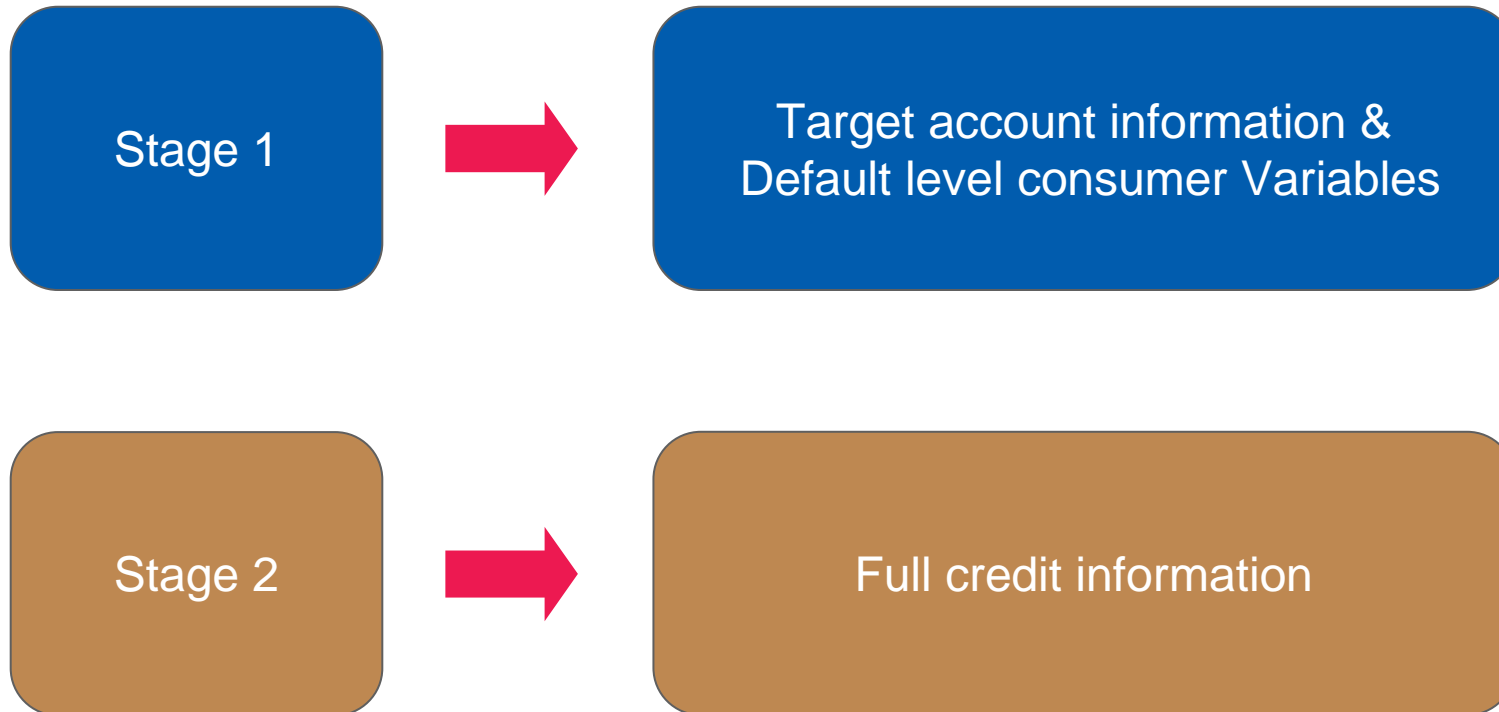 Stage 1
Target account information &
Default level consumer Variables
Stage 2
Full credit information